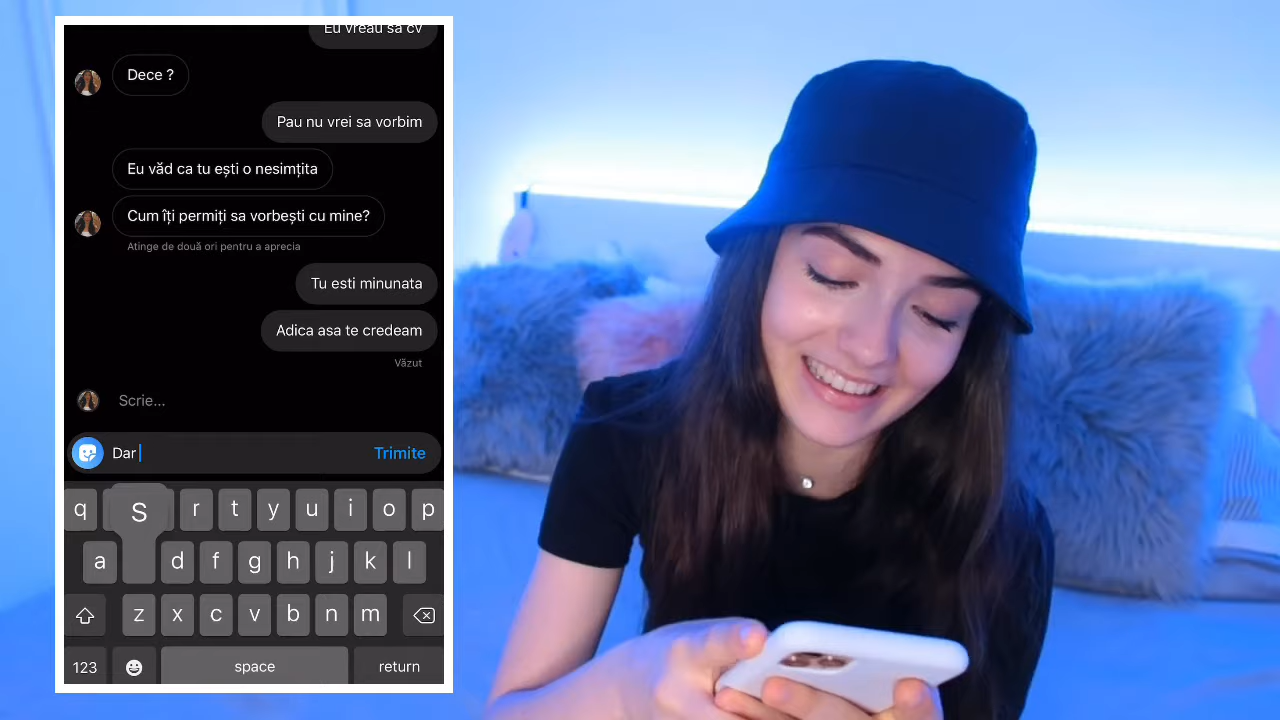 Eu vreau sa cv
Dece ?
Pau nu vrei sa vorbim
Eu văd ca tu ești o nesimțita
Cum îți permiți sa vorbești cu mine?
Atinge de două ori pentru a aprecia
Tu esti minunata
Adica asa te credeam
Văzut
Scrie...
Dar
Trimite
q S r t y u i o p
a d f g h j k l
z x c v b n m
123 space return